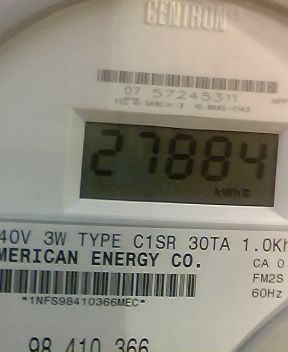 CENTRON®
07 57245311
27884
kWh
40V 3W TYPE C1SR 30TA 1.0Kh
MERICAN ENERGY CO.
CA 0
FM2S
60Hz
*1NFS98410366MEC*
98 410 366